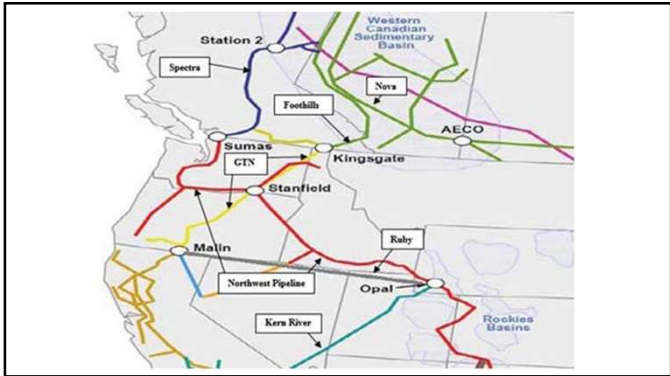 Western
Canadian
Sedimentary
Basin
Station 2
Spectra
Nova
Foothills
AECO
Sumas
GTN
Kingsgate
Stanfield
Ruby
Malin
Northwest Pipeline
Opal
Rockies
Basins
Kern River